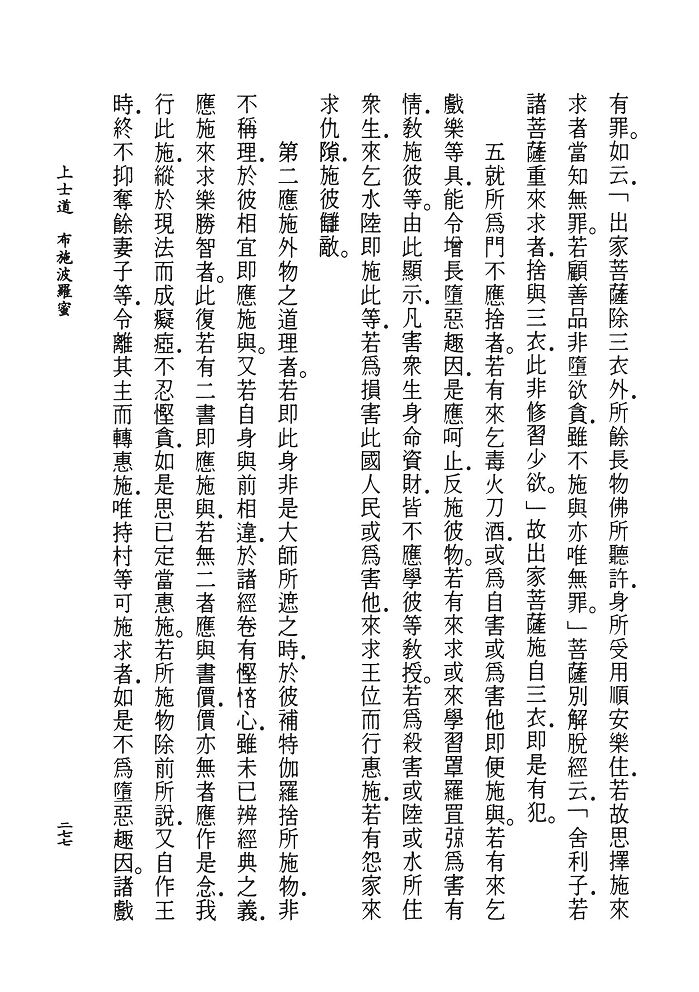 有罪。如云，「出家菩薩除三衣外，所餘長物佛所聽許，身所受用順安樂住，若故思擇施來
求者當知無罪。若顧善品非墮欲貪，雖不施與亦唯無罪。」菩薩別解脫經云，「舍利子，若
諸菩薩重來求者，捨與三衣，此非修習少欲。」故出家菩薩施自三衣，即是有犯。
五就所爲門不應捨者。若有來乞毒火刀酒，或爲自害或爲害他即便施與。若有來乞
戲樂等具，能令增長墮惡趣因，是應呵止，反施彼物。若有來求或來學習罩羅罝弶爲害有
情，教施彼等。由此顯示，凡害衆生身命資財，皆不應學彼等教授。若爲殺害或陸或水所住
衆生，來乞水陸即施此等，若爲損害此國人民或爲害他，來求王位而行惠施，若有怨家來
求仇隙，施彼讎敵。
第二應施外物之道理者。若即此身非是大師所遮之時，於彼補特伽羅捨所施物，非
不稱理，於彼相宜即應施與。又若自身與前相違，於諸經卷有慳悋心，雖未已辨經典之義，
應施來求樂勝智者。此復若有二書即應施與，若無二者應與書價，價亦無者應作是念，我
行此施，縱於現法而成癡瘂，不忍慳貪，如是思已定當惠施。若所施物除前所說，又自作王
時，終不抑奪餘妻子等，令離其主而轉惠施，唯持村等可施求者，如是不爲墮惡趣因。諸戲
上士道　布施波羅蜜
二七七